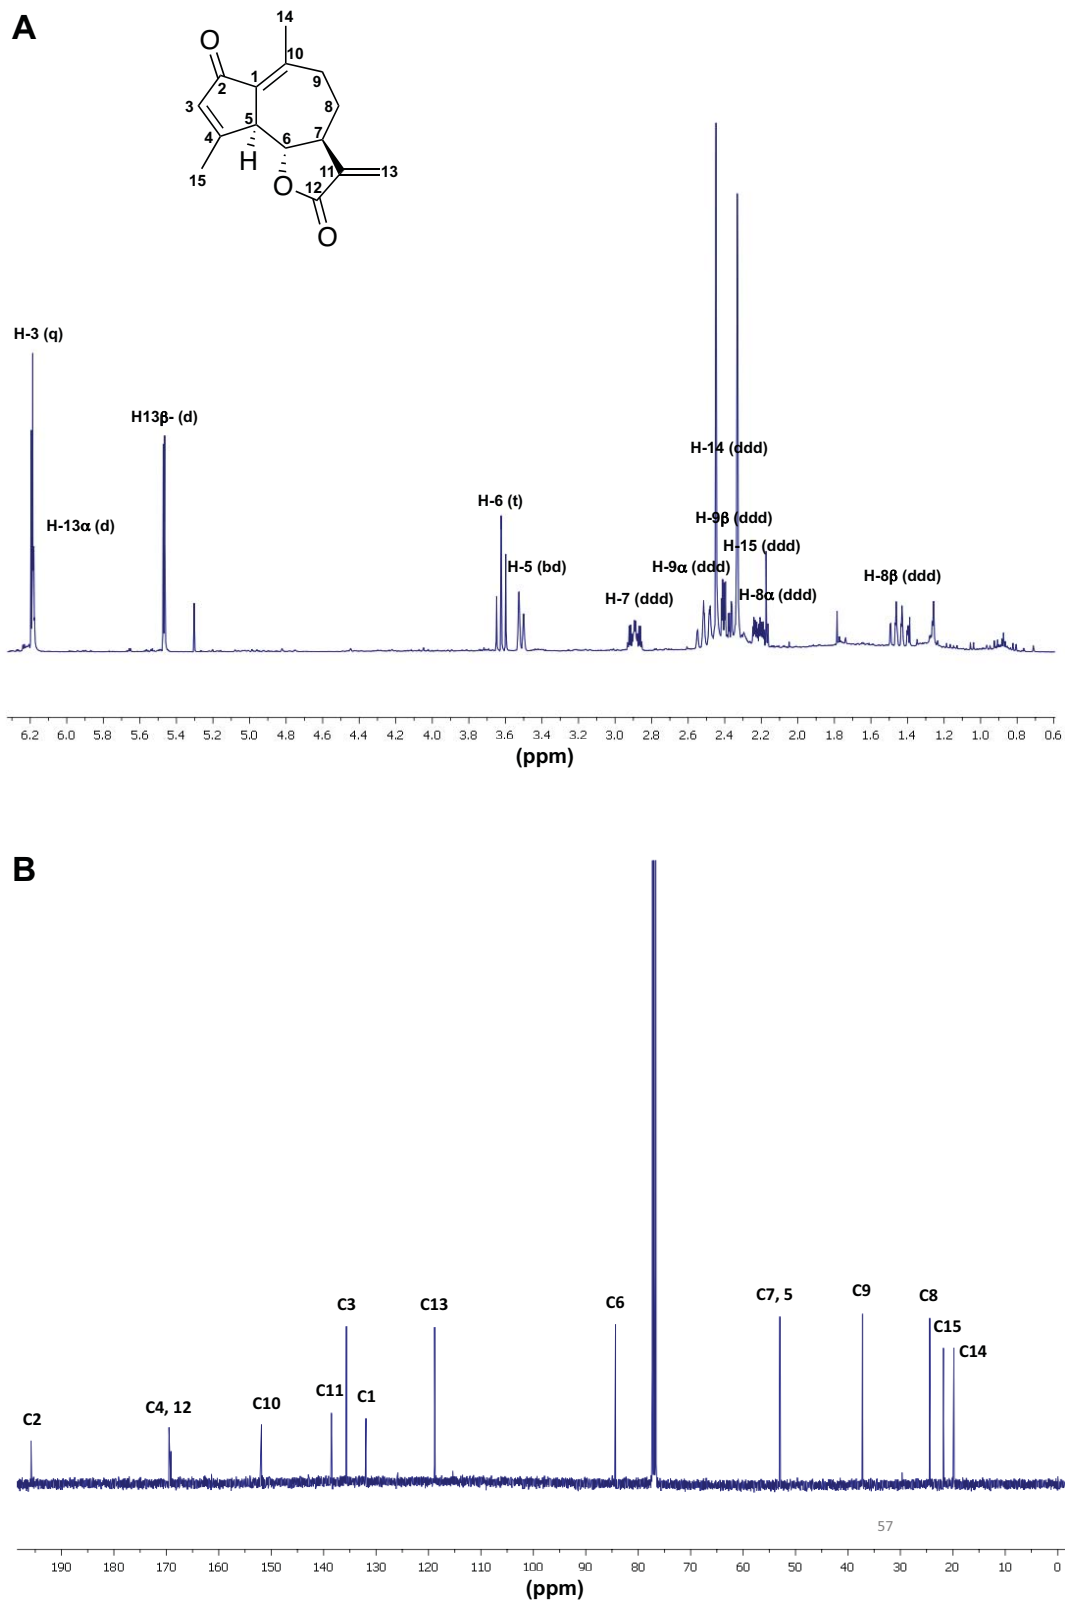 A
14
O
10
1
2
9
3
8
5
7
4
6
H
11
13
15
O
12
O
H-3 (q)
H13β- (d)
H-14 (ddd)
H-6 (t)
H-9β (ddd)
H-13α (d)
H-15 (ddd)
H-5 (bd)
H-9α (ddd)
H-8β (ddd)
H-7 (ddd)
H-8α (ddd)
6.2 6.0 5.8 5.6 5.4 5.2 5.0 4.8 4.6 4.4 4.2 4.0 3.8 3.6 3.4 3.2 3.0 2.8 2.6 2.4 2.2 2.0 1.8 1.6 1.4 1.2 1.0 0.8 0.6
(ppm)
B
C3
C13
C6
C7, 5
C9
C8
C15
C14
C11
C1
C10
C4, 12
C2
57
190 180 170 160 150 140 130 120 110 100 90 80 70 60 50 40 30 20 10 0
(ppm)